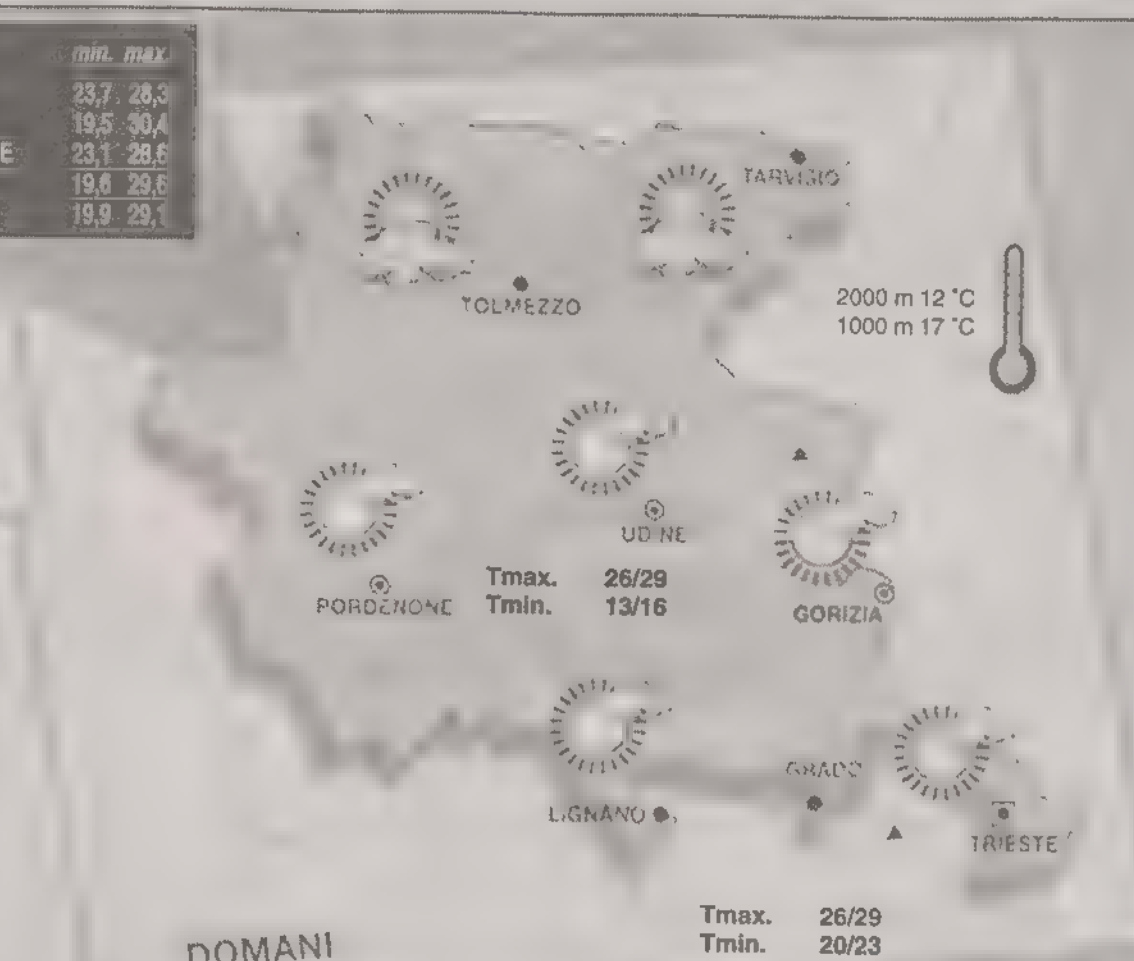 min. max.
23,7 28,3
19,5 30,4
E 23,1 28,6
19,6 29,6
19,9 29,1
TARVISIO
TOLMEZZO
2000 m 12 °C
1000 m 17 °C
UDINE
PORDENONE
Tmax. 26/29
Tmin. 13/16
GORIZIA
GRADO
LIGNANO
TRIESTE
Tmax. 26/29
Tmin. 20/23
DOMANI